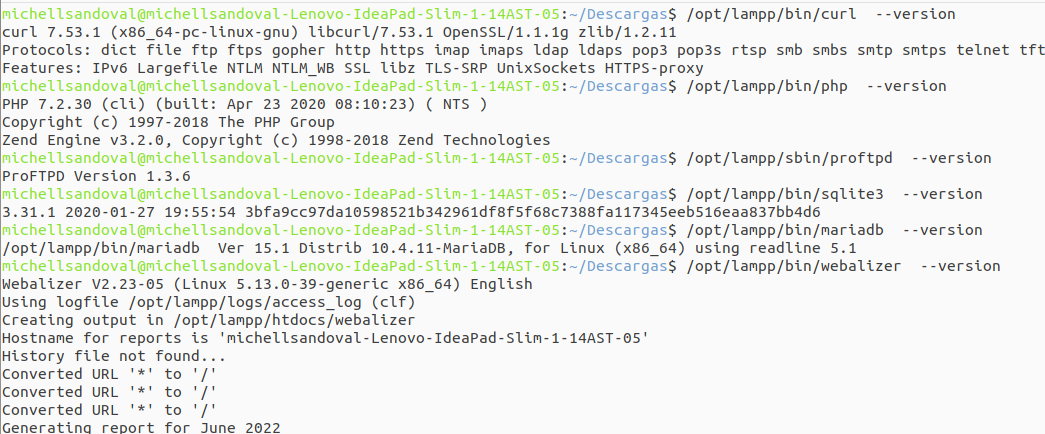 michellsandoval@michellsandoval-Lenovo-IdeaPad-Slim-1-14AST-05:~/Descargas$ /opt/lampp/bin/curl  --version
curl 7.53.1 (x86_64-pc-linux-gnu) libcurl/7.53.1 OpenSSL/1.1.1g zlib/1.2.11
Protocols: dict file ftp ftps gopher http https imap imaps ldap ldaps pop3 pop3s rtsp smb smbs smtp smtps telnet tft
Features: IPv6 Largefile NTLM NTLM_WB SSL libz TLS-SRP UnixSockets HTTPS-proxy
michellsandoval@michellsandoval-Lenovo-IdeaPad-Slim-1-14AST-05:~/Descargas$ /opt/lampp/bin/php  --version
PHP 7.2.30 (cli) (built: Apr 23 2020 08:10:23) ( NTS )
Copyright (c) 1997-2018 The PHP Group
Zend Engine v3.2.0, Copyright (c) 1998-2018 Zend Technologies
michellsandoval@michellsandoval-Lenovo-IdeaPad-Slim-1-14AST-05:~/Descargas$ /opt/lampp/sbin/proftpd  --version
ProFTPD Version 1.3.6
michellsandoval@michellsandoval-Lenovo-IdeaPad-Slim-1-14AST-05:~/Descargas$ /opt/lampp/bin/sqlite3  --version
3.31.1 2020-01-27 19:55:54 3bfa9cc97da10598521b342961df8f5f68c7388fa117345eeb516eaa837bb4d6
michellsandoval@michellsandoval-Lenovo-IdeaPad-Slim-1-14AST-05:~/Descargas$ /opt/lampp/bin/mariadb  --version
/opt/lampp/bin/mariadb  Ver 15.1 Distrib 10.4.11-MariaDB, for Linux (x86_64) using readline 5.1
michellsandoval@michellsandoval-Lenovo-IdeaPad-Slim-1-14AST-05:~/Descargas$ /opt/lampp/bin/webalizer  --version
Webalizer V2.23-05 (Linux 5.13.0-39-generic x86_64) English
Using logfile /opt/lampp/logs/access_log (clf)
Creating output in /opt/lampp/htdocs/webalizer
Hostname for reports is 'michellsandoval-Lenovo-IdeaPad-Slim-1-14AST-05'
History file not found...
Converted URL '*' to '/'
Converted URL '*' to '/'
Converted URL '*' to '/'
Generating report for June 2022